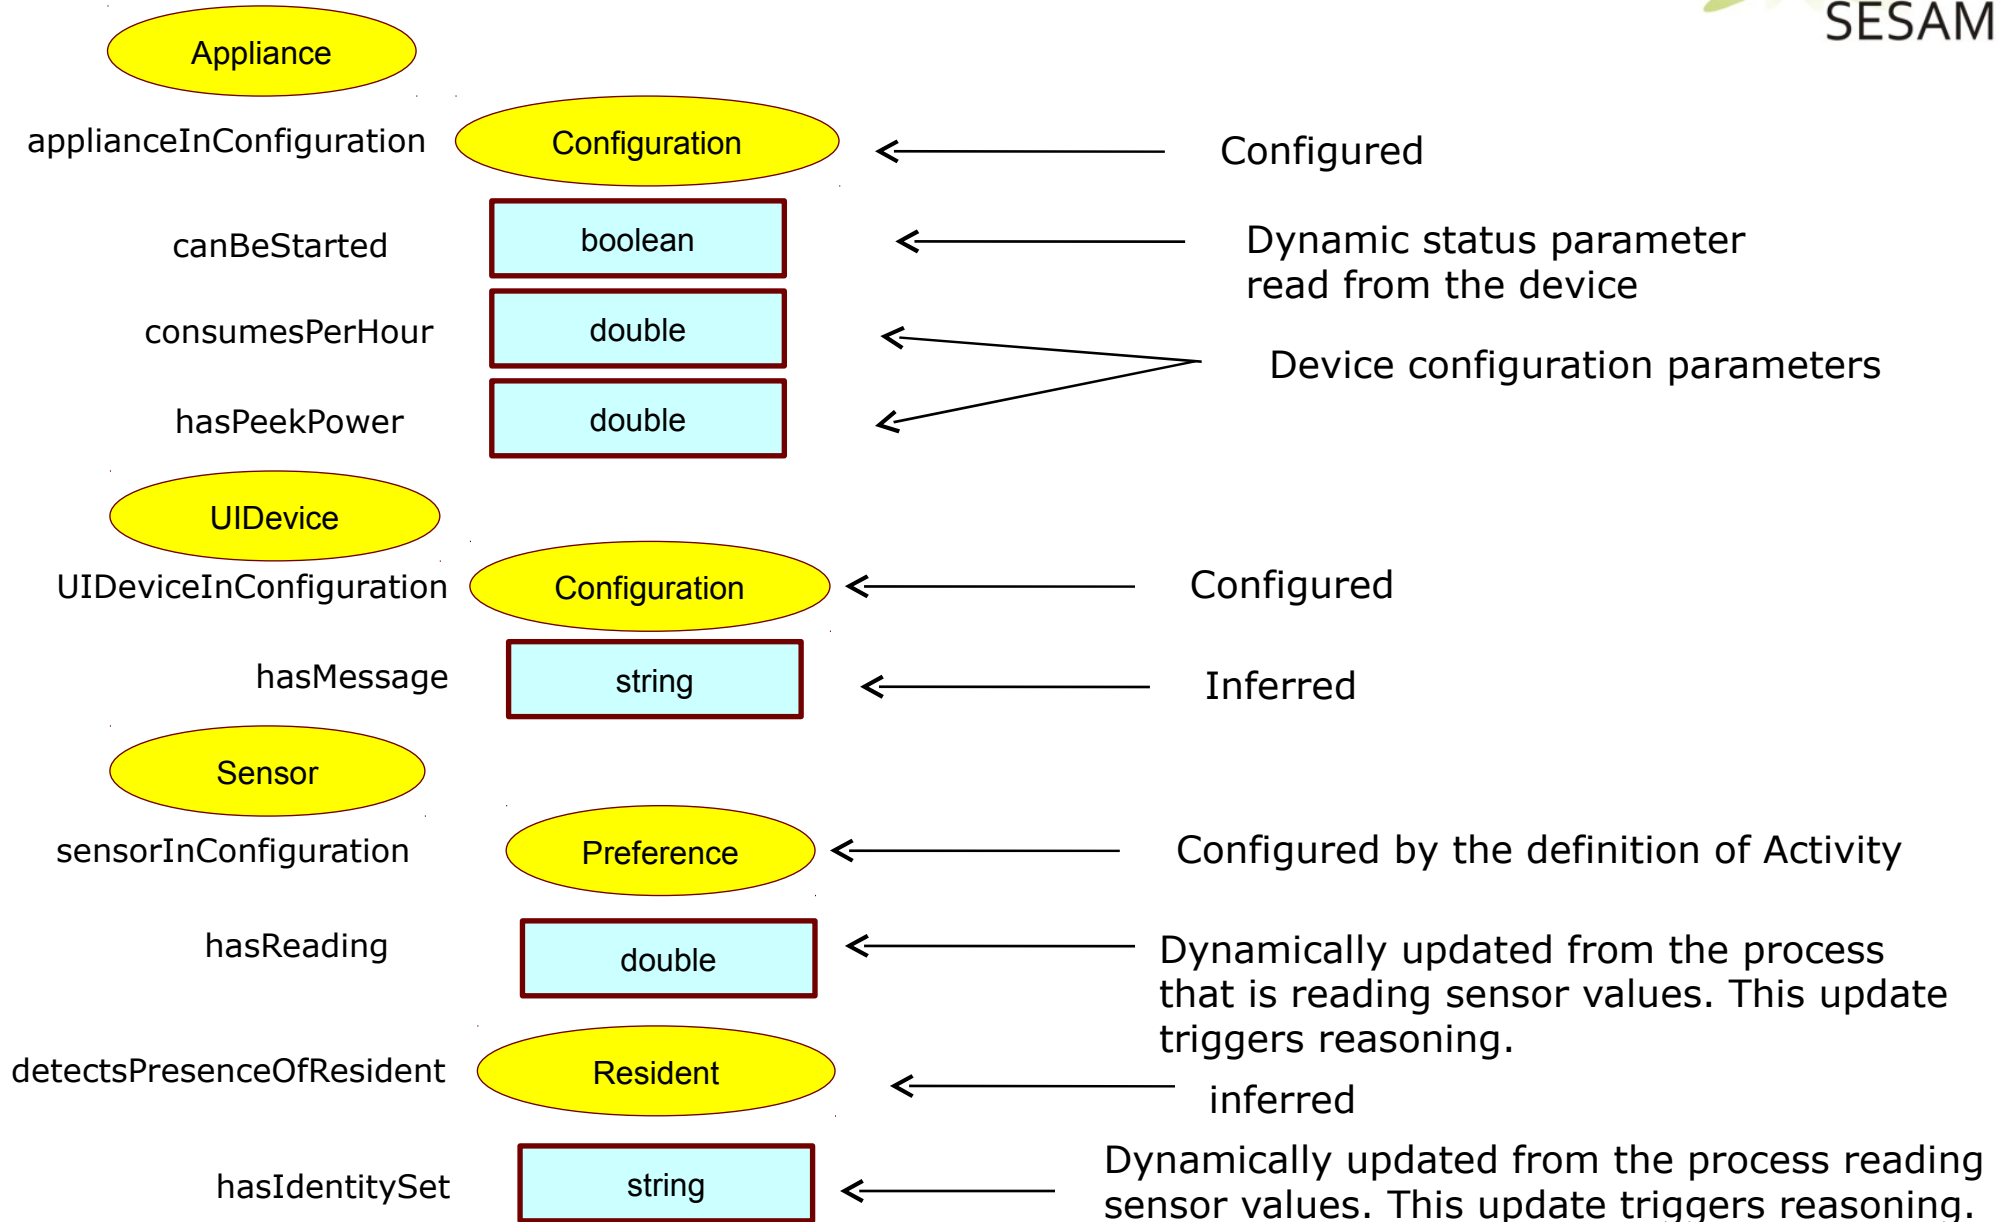 SESAM
Appliance
applianceInConfiguration
Configuration
Configured
canBeStarted
boolean
Dynamic status parameter
read from the device
consumesPerHour
double
Device configuration parameters
hasPeekPower
double
UIDevice
UIDeviceInConfiguration
Configuration
Configured
hasMessage
string
Inferred
Sensor
sensorInConfiguration
Preference
Configured by the definition of Activity
hasReading
double
Dynamically updated from the process
that is reading sensor values. This update
triggers reasoning.
detectsPresenceOfResident
Resident
inferred
hasIdentitySet
string
Dynamically updated from the process reading
sensor values. This update triggers reasoning.